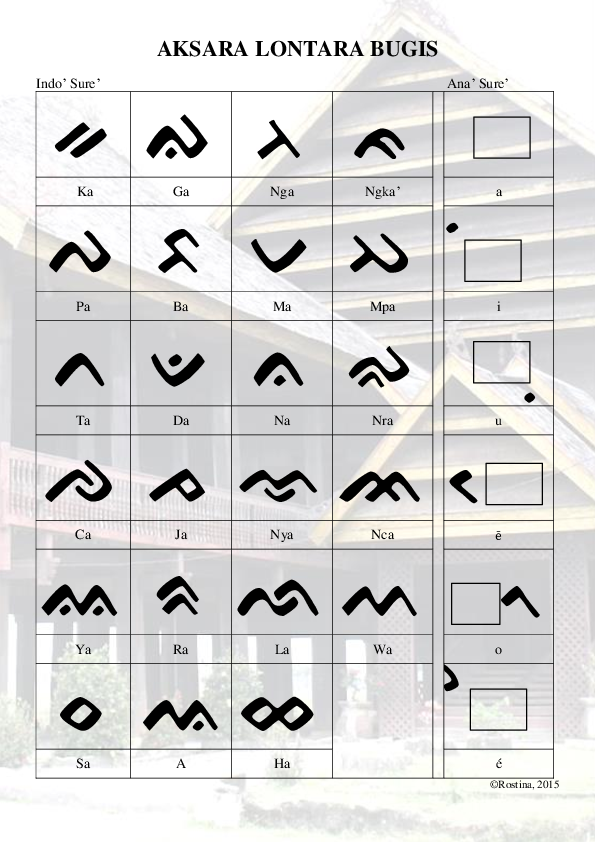 AKSARA LONTARA BUGIS
Indo’ Sure’ Ana’ Sure’
ᨀ ᨁ ᨂ ᨃ □
Ka Ga Nga Ngka’ a
ᨄ ᨅ ᨆ ᨇ □ᨗ
Pa Ba Ma Mpa i
ᨈ ᨉ ᨊ ᨋ □ᨘ
Ta Da Na Nra u
ᨌ ᨍ ᨎ ᨏ □ᨙ
Ca Ja Nya Nca ē
ᨐ ᨑ ᨒ ᨓ □ᨚ
Ya Ra La Wa o
ᨔ ᨕ ᨖ □ᨛ
Sa A Ha é
©Rostina, 2015